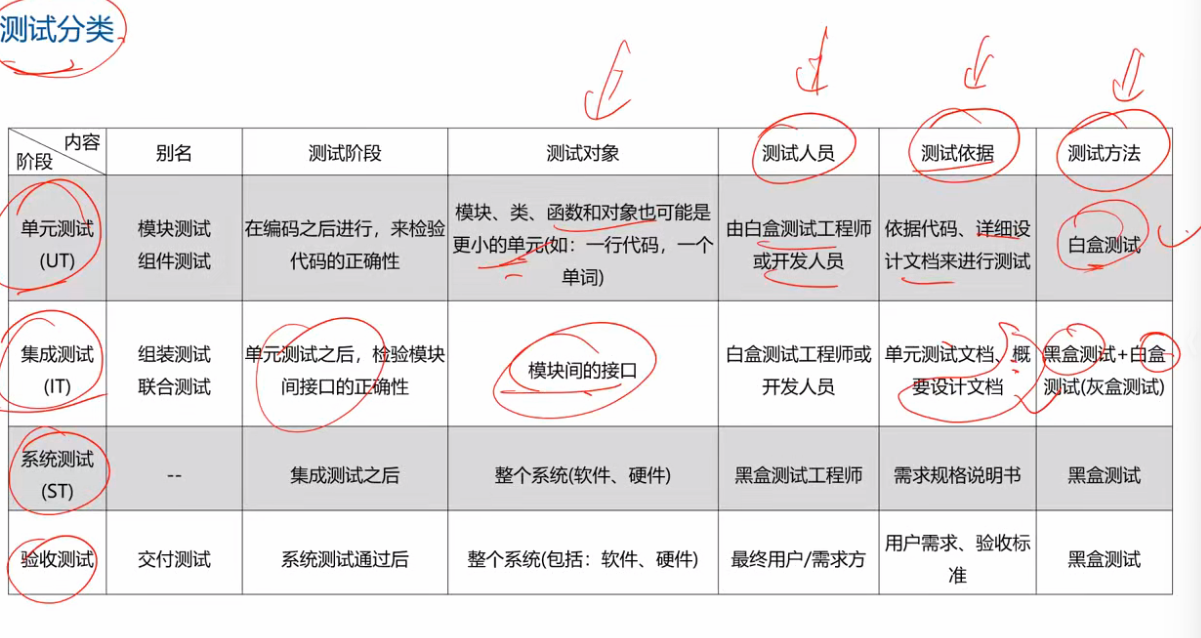 测试分类
内容
阶段
别名
测试阶段
测试对象
测试人员
测试依据
测试方法
单元测试
(UT)
模块测试
组件测试
在编码之后进行，来检验
代码的正确性
模块、类、函数和对象也可能是
更小的单元(如：一行代码，一个
单词)
由白盒测试工程师
或开发人员
依据代码、详细设
计文档来进行测试
白盒测试
集成测试
(IT)
组装测试
联合测试
单元测试之后，检验模块
间接口的正确性
模块间的接口
白盒测试工程师或
开发人员
单元测试文档、概
要设计文档
黑盒测试+白盒
测试(灰盒测试)
系统测试
(ST)
--
集成测试之后
整个系统(软件、硬件)
黑盒测试工程师
需求规格说明书
黑盒测试
验收测试
交付测试
系统测试通过后
整个系统(包括：软件、硬件)
最终用户/需求方
用户需求、验收标
准
黑盒测试